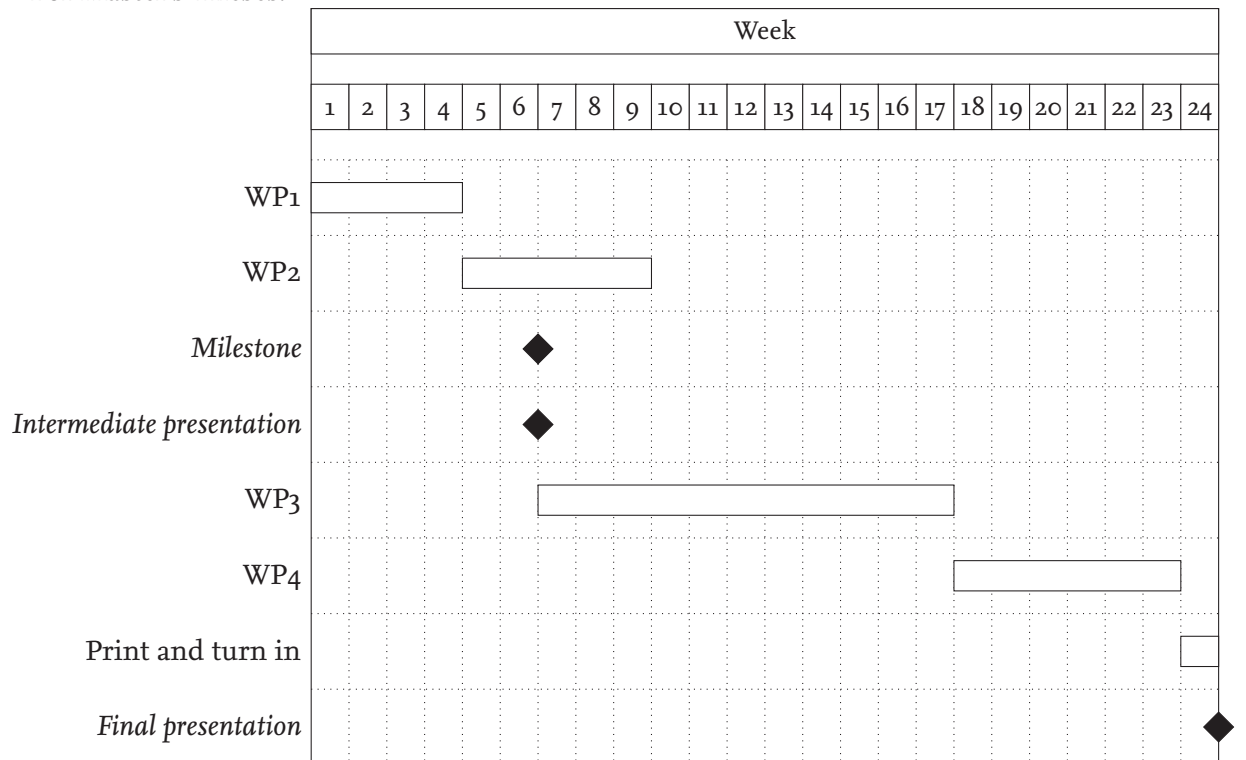 Week
1 2 3 4 5 6 7 8 9 10 11 12 13 14 15 16 17 18 19 20 21 22 23 24
WP1
WP2
Milestone
Intermediate presentation
WP3
WP4
Print and turn in
Final presentation